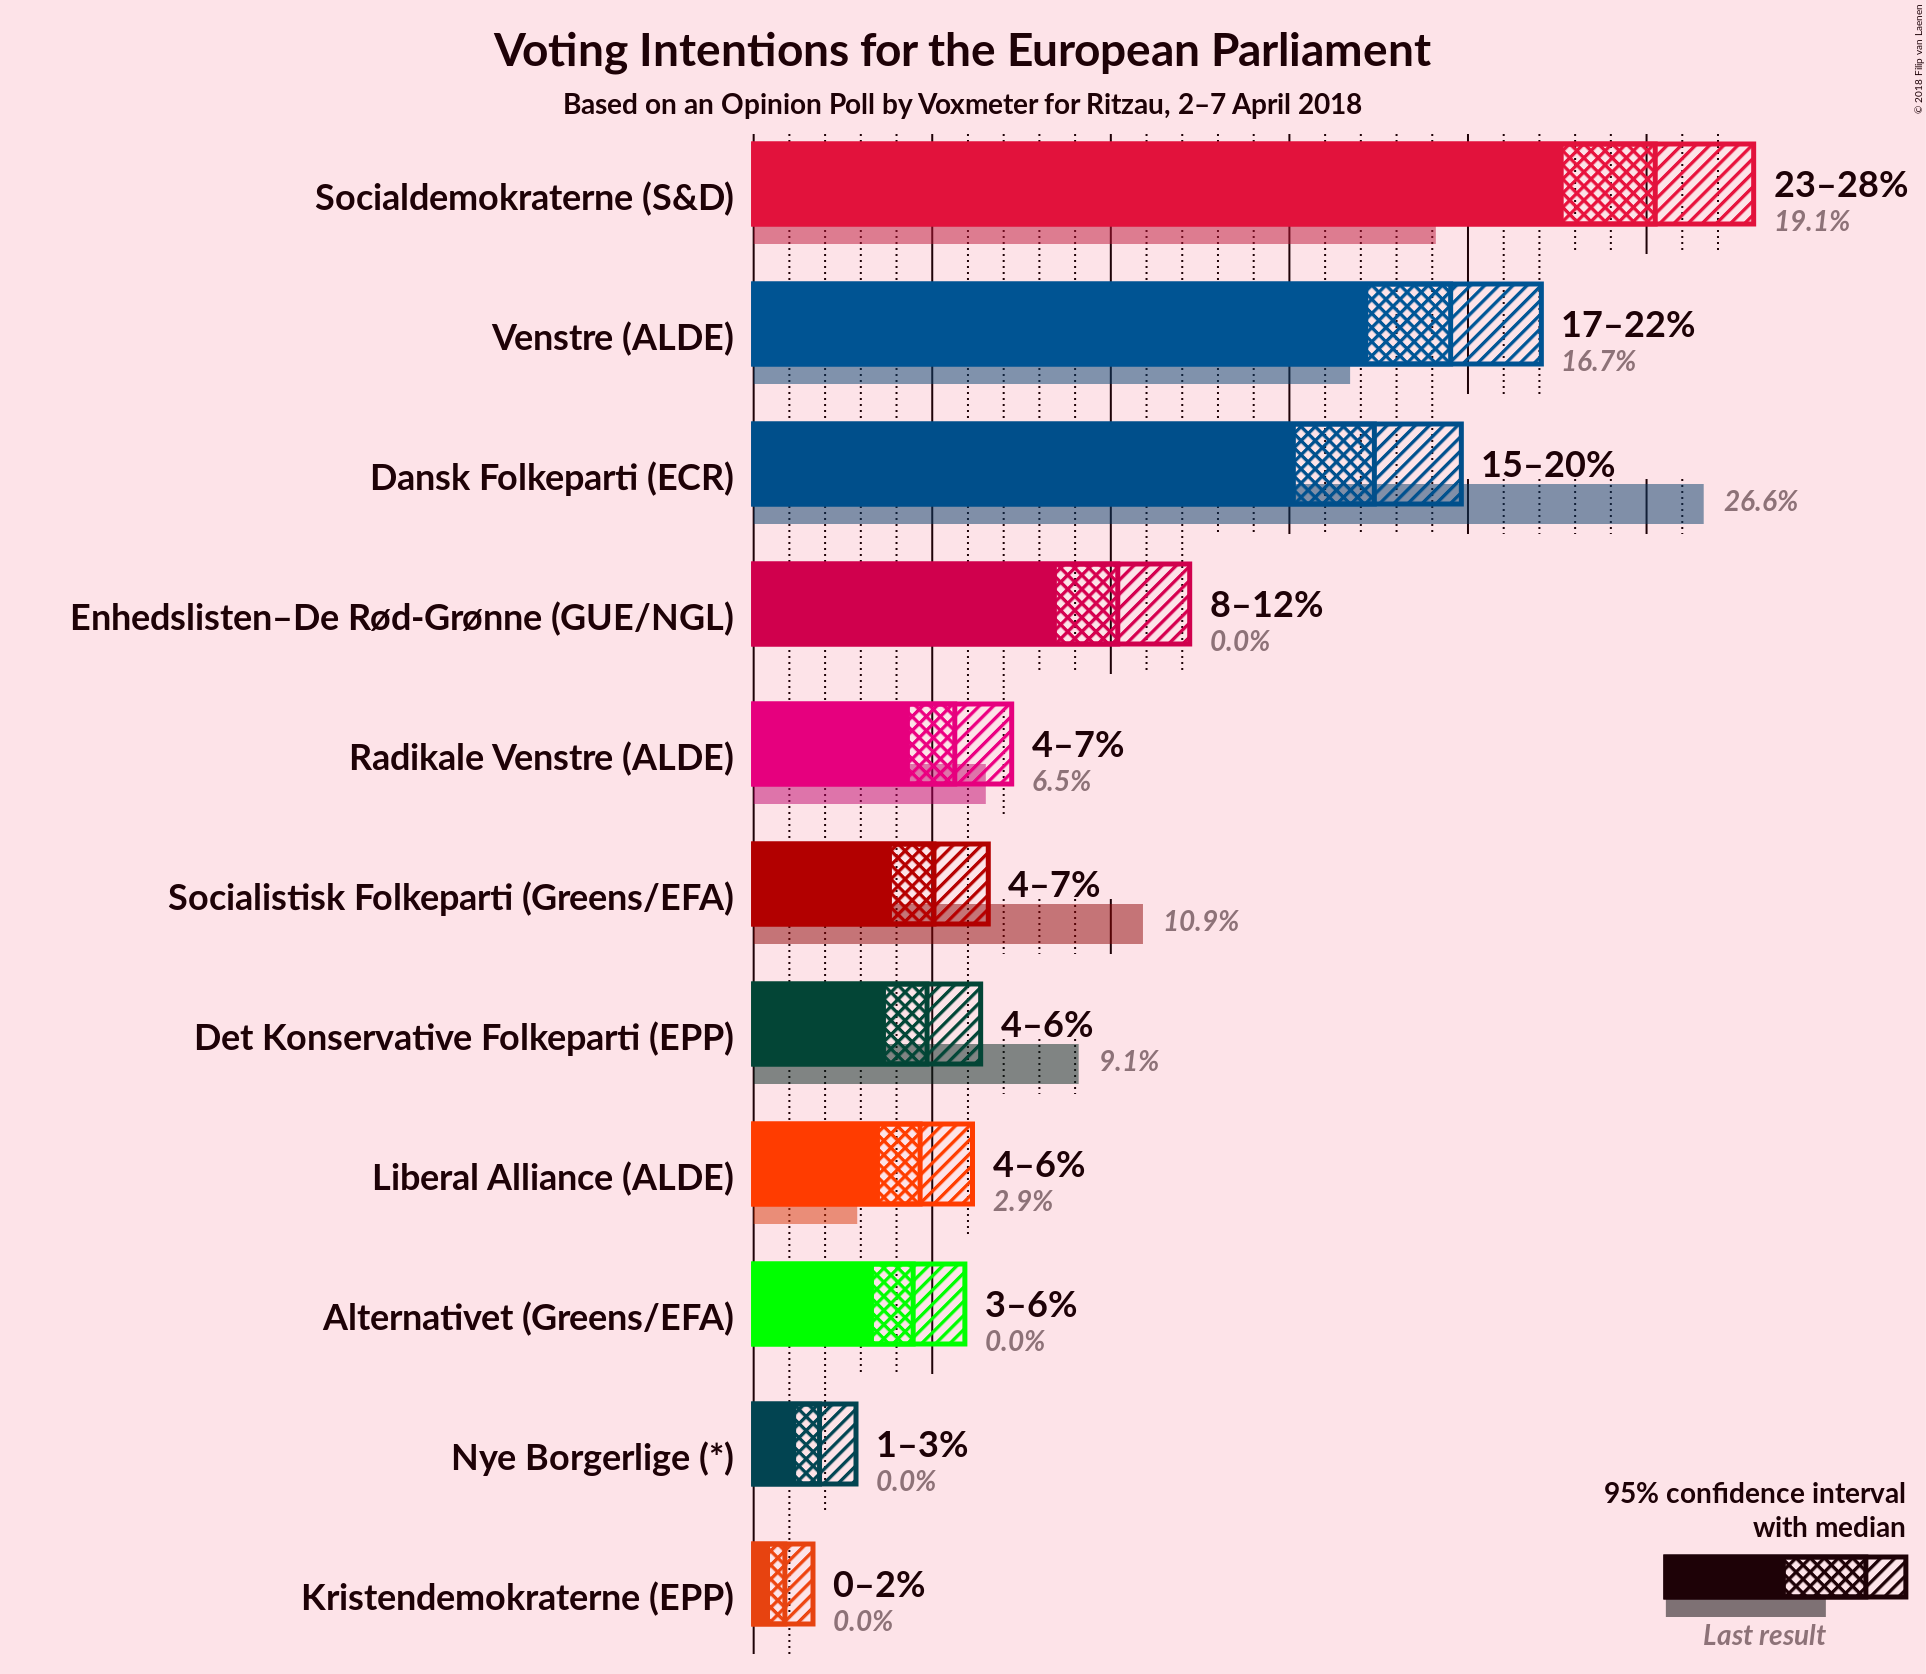 Voting Intentions for the European Parliament
Based on an Opinion Poll by Voxmeter for Ritzau, 2–7 April 2018
© 2018 Filip van Laenen
Socialdemokraterne (S&D)
23–28%
19.1%
Venstre (ALDE)
17–22%
16.7%
Dansk Folkeparti (ECR)
15–20%
26.6%
Enhedslisten–De Rød-Grønne (GUE/NGL)
8–12%
0.0%
Radikale Venstre (ALDE)
4–7%
6.5%
Socialistisk Folkeparti (Greens/EFA)
4–7%
10.9%
Det Konservative Folkeparti (EPP)
4–6%
9.1%
Liberal Alliance (ALDE)
4–6%
2.9%
Alternativet (Greens/EFA)
3–6%
0.0%
Nye Borgerlige (*)
1–3%
0.0%
Kristendemokraterne (EPP)
0–2%
0.0%
95% confidence interval
with median
Last result